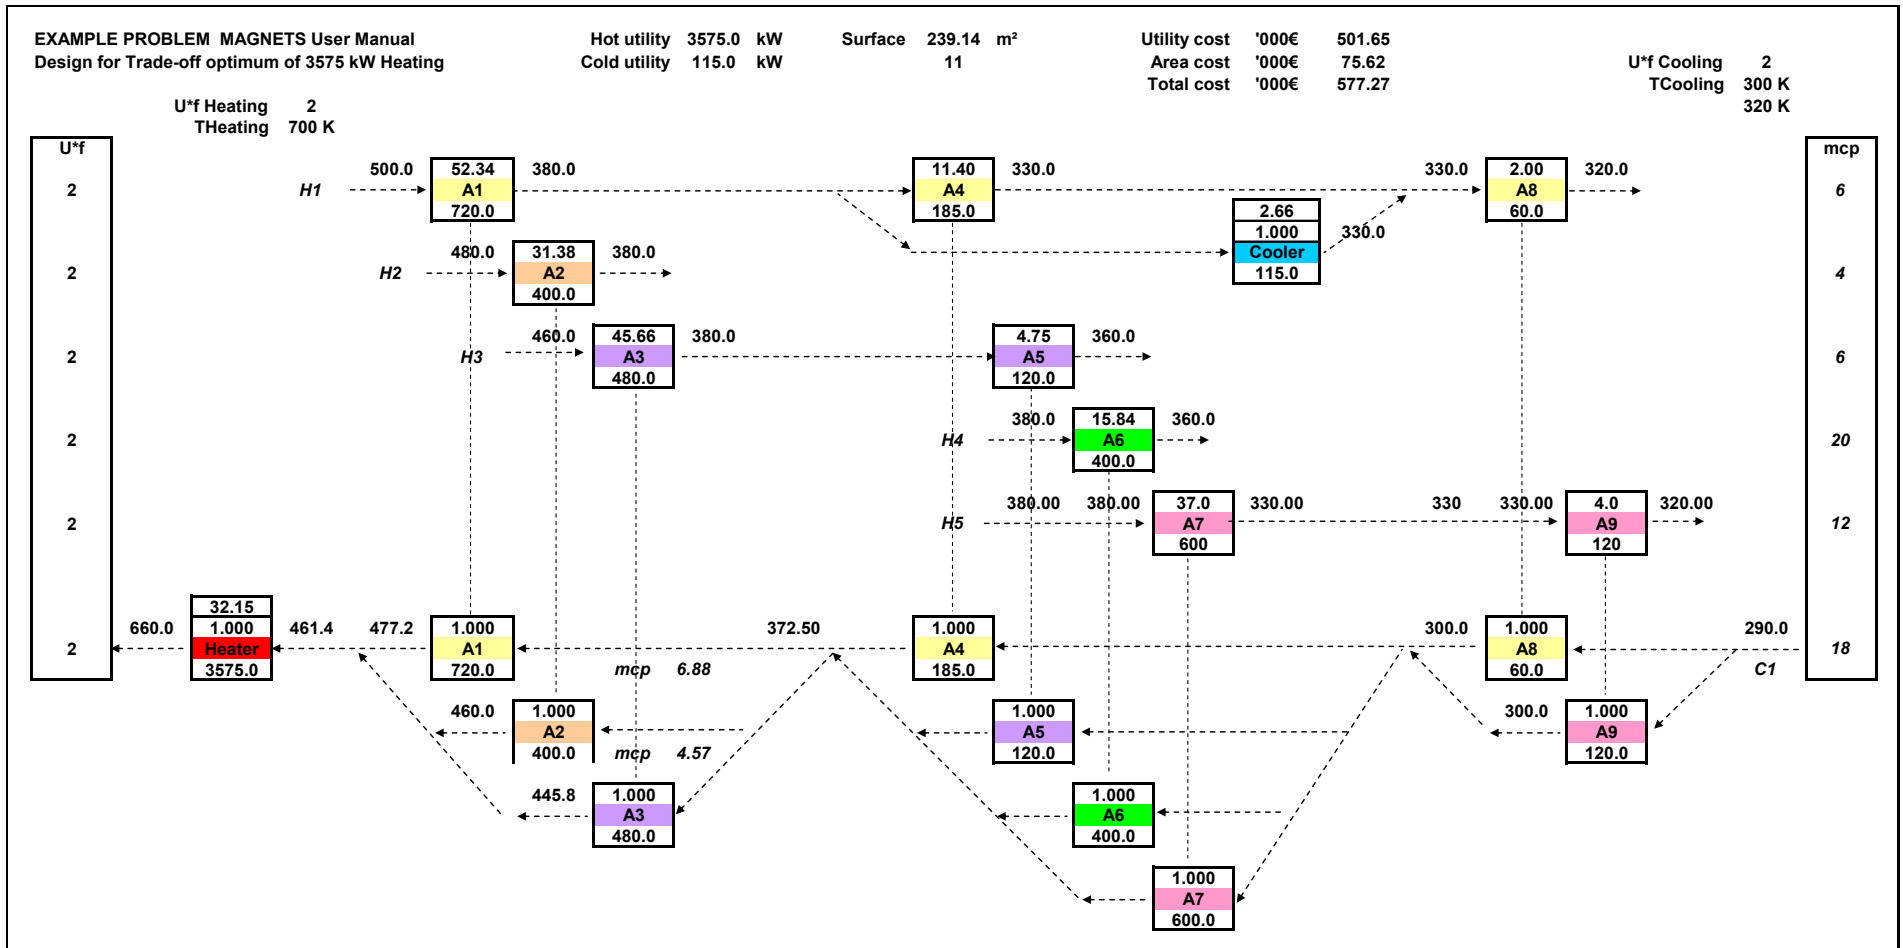 EXAMPLE PROBLEM MAGNETS User Manual Hot utility 3575.0 kW Surface 239.14 m² Utility cost '000€ 501.65
Design for Trade-off optimum of 3575 kW Heating Cold utility 115.0 kW 11 Area cost '000€ 75.62 U*f Cooling 2
Total cost '000€ 577.27 TCooling 300 K
U*f Heating 2 320 K
THeating 700 K
U*f mcp
500.0 52.34 380.0 11.40 330.0 330.0 2.00 320.0
2 H1 A1 A4 A8 6
720.0 185.0 60.0
2.66
1.000 330.0
480.0 31.38 380.0 Cooler
2 H2 A2 115.0 4
400.0
460.0 45.66 380.0 4.75 360.0
2 H3 A3 A5 6
480.0 120.0
380.0 15.84 360.0
2 H4 A6 20
400.0
380.00 380.00 37.0 330.00 330 330.00 4.0 320.00
2 H5 A7 A9 12
600 120
32.15
660.0 1.000 461.4 477.2 1.000 372.50 1.000 300.0 1.000 290.0
2 Heater A1 A4 A8 18
3575.0 720.0 mcp 6.88 185.0 60.0 C1
460.0 1.000 1.000 300.0 1.000
A2 A5 A9
400.0 mcp 4.57 120.0 120.0
445.8 1.000 1.000
A3 A6
480.0 400.0
1.000
A7
600.0